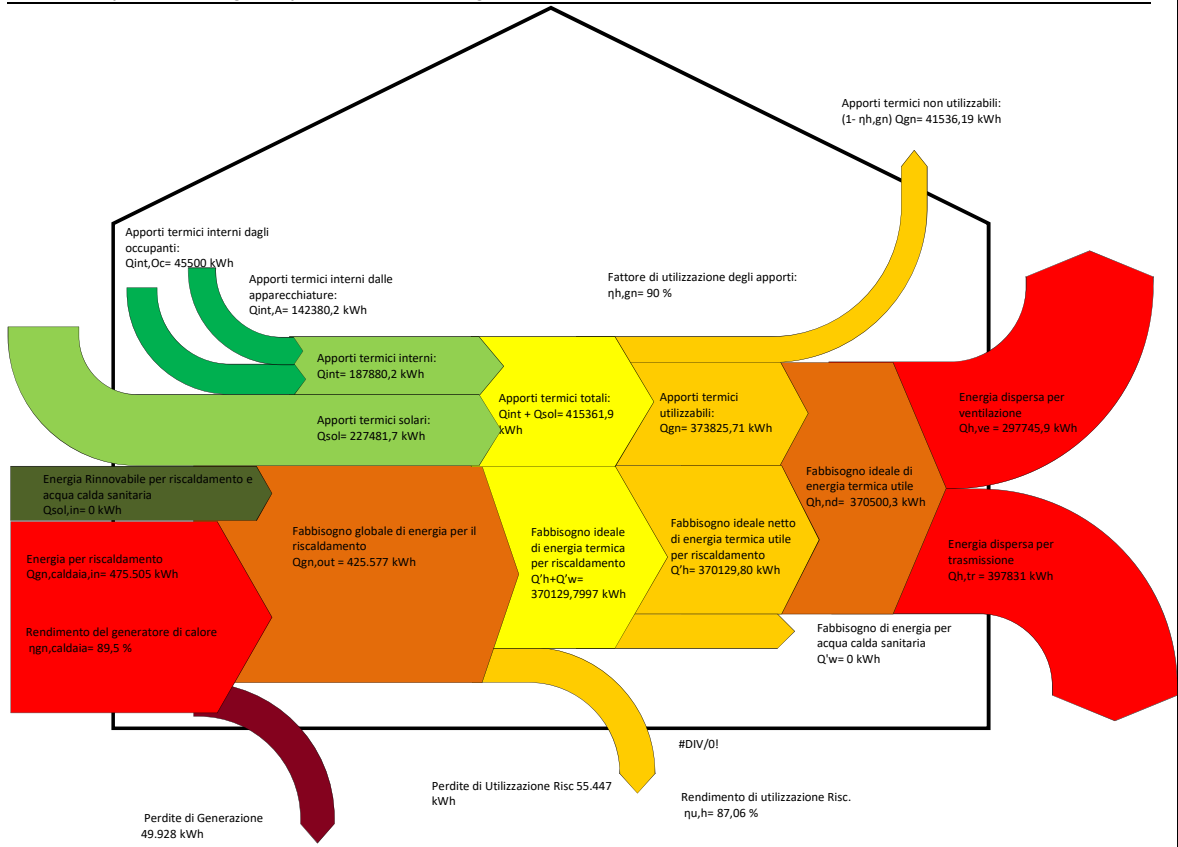 Apporti termici non utilizzabili:
(1- ηh,gn) Qgn= 41536,19 kWh
Apporti termici interni dagli
occupanti:
Qint,Oc= 45500 kWh
Apporti termici interni dalle
apparecchiature:
Qint,A= 142380,2 kWh
Fattore di utilizzazione degli apporti:
ηh,gn= 90 %
Apporti termici interni:
Qint= 187880,2 kWh
Apporti termici solari:
Qsol= 227481,7 kWh
Apporti termici totali:
Qint + Qsol= 415361,9
kWh
Apporti termici
utilizzabili:
Qgn= 373825,71 kWh
Energia dispersa per
ventilazione
Qh,ve = 297745,9 kWh
Energia Rinnovabile per riscaldamento e
acqua calda sanitaria
Qsol,in= 0 kWh
Fabbisogno ideale di
energia termica utile
Qh,nd=  370500,3 kWh
Energia per riscaldamento
Qgn,caldaia,in= 475.505 kWh
Fabbisogno globale di energia per il
riscaldamento
Qgn,out = 425.577 kWh
Fabbisogno ideale
di energia termica
per riscaldamento
Q’h+Q’w=
370129,7997 kWh
Fabbisogno ideale netto
di energia termica utile
per riscaldamento
Q’h= 370129,80 kWh
Energia dispersa per
trasmissione
Qh,tr = 397831 kWh
Rendimento del generatore di calore
ηgn,caldaia= 89,5 %
Fabbisogno di energia per
acqua calda sanitaria
Q'w= 0 kWh
#DIV/0!
Perdite di Utilizzazione Risc 55.447
kWh
Rendimento di utilizzazione Risc.
ηu,h= 87,06 %
Perdite di Generazione
49.928 kWh